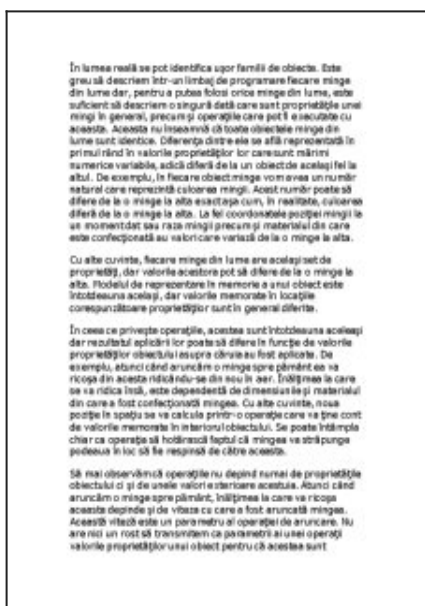 În lumea reală se pot identifica ușor familii de obiecte. Este
greu să descriem într-un limbaj de programare fiecare minge
din lume dar, pentru a putea folosi orice minge din lume, este
suficient să descriem o singură dată care sunt proprietățile unei
mingi în general, precum și operațiile care pot fi executate cu
aceasta. Aceasta nu înseamnă că toate obiectele minge din
lume sunt identice. Diferența dintre ele se află reprezentată în
primul rând în valorile proprietăților lor care sunt mărimi
numerice variabile, adică diferă de la un obiect de același fel la
altul. De exemplu, în fiecare obiect minge vom avea un număr
natural care reprezintă culoarea mingii. Acest număr poate să
difere de la o minge la alta exact așa cum, în realitate, culoarea
diferă de la o minge la alta. La fel coordonatele poziției mingii la
un moment dat sau raza mingii precum și materialul din care
este confecționată au valori care variază de la o minge la alta.
Cu alte cuvinte, fiecare minge din lume are același set de
proprietăți, dar valorile acestora pot să difere de la o minge la
alta. Modelul de reprezentare în memorie a unui obiect este
întotdeauna același, dar valorile memorate în locațiile
corespunzătoare proprietăților sunt în general diferite.
În ceea ce privește operațiile, acestea sunt întotdeauna aceleași
dar rezultatul aplicării lor poate să difere în funcție de valorile
proprietăților obiectului asupra căruia au fost aplicate. De
exemplu, atunci când aruncăm o minge spre pământ ea va
ricoșa din acesta ridicându-se din nou în aer. Înălțimea la care
se va ridica însă, este dependentă de dimensiunile și materialul
din care a fost confecționată mingea. Cu alte cuvinte, noua
poziție în spațiu se va calcula printr-o operație care va ține cont
de valorile memorate în interiorul obiectului. Se poate întâmpla
chiar ca operația să hotărască faptul că mingea va străpunge
podeaua în loc să fie respinsă de către aceasta.
Să mai observăm că operațiile nu depind numai de proprietățile
obiectului ci și de unele valori exterioare acestuia. Atunci când
aruncăm o minge spre pământ, înălțimea la care va ricoșa
aceasta depinde și de viteza cu care a fost aruncată mingea.
Această viteză este un parametru al operației de aruncare. Nu
are nici un rost să transmitem ca parametrii ai unei operații
valorile proprietăților unui obiect pentru că acestea sunt